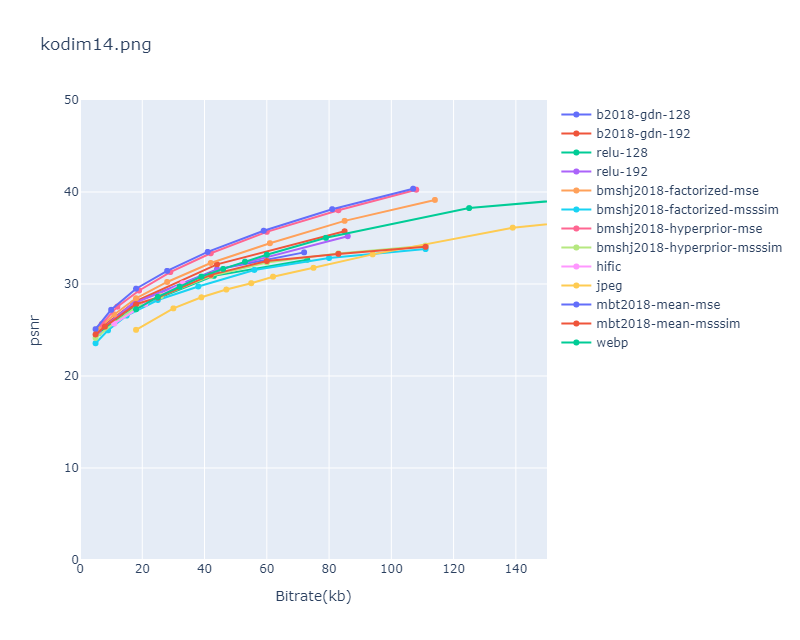 kodim14.png
50
40
30
20
10
0
psnr
0 20 40 60 80 100 120 140
Bitrate(kb)
b2018-gdn-128
b2018-gdn-192
relu-128
relu-192
bmshj2018-factorized-mse
bmshj2018-factorized-msssim
bmshj2018-hyperprior-mse
bmshj2018-hyperprior-msssim
hific
jpeg
mbt2018-mean-mse
mbt2018-mean-msssim
webp